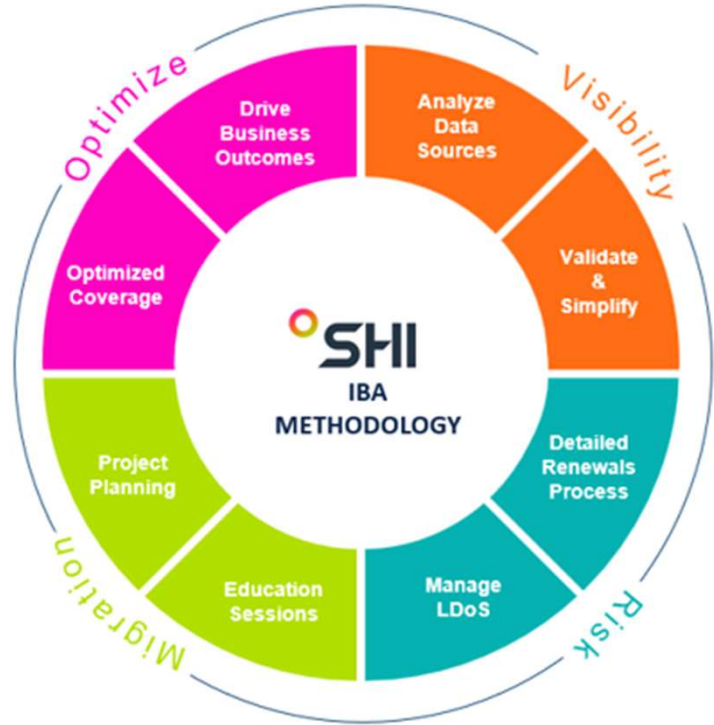 Optimize
Visibility
Drive
Business
Outcomes
Analyze
Data
Sources
Optimized
Coverage
Validate
&
Simplify
SHI
IBA
METHODOLOGY
Project
Planning
Detailed
Renewals
Process
Education
Sessions
Manage
LDoS
Migration
Risk